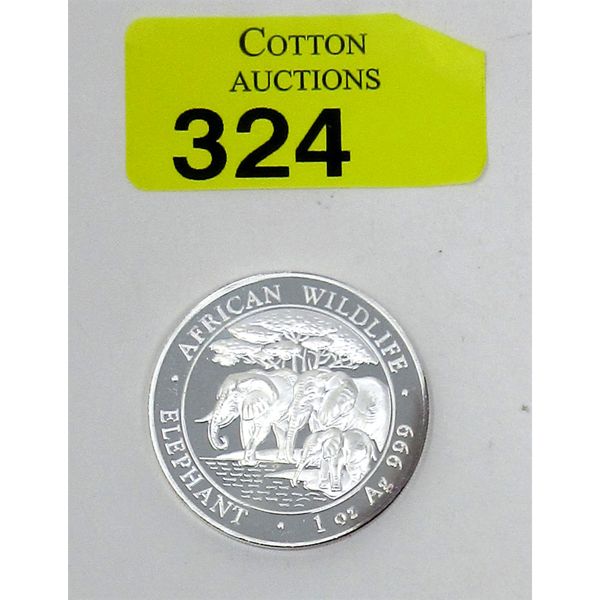 COTTON
AUCTIONS
324
AFRICAN WILDLIFE
ELEPHANT * 1 oz Ag 999